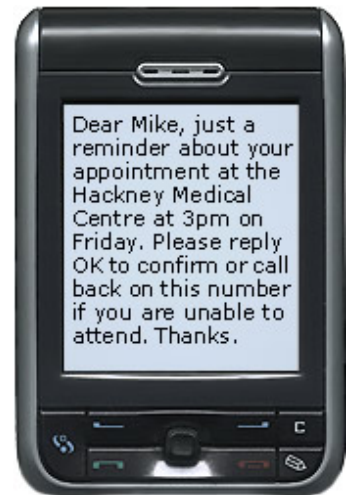 Dear Mike, just a
reminder about your
appointment at the
Hackney Medical
Centre at 3pm on
Friday. Please reply
OK to confirm or call
back on this number
if you are unable to
attend. Thanks.
C